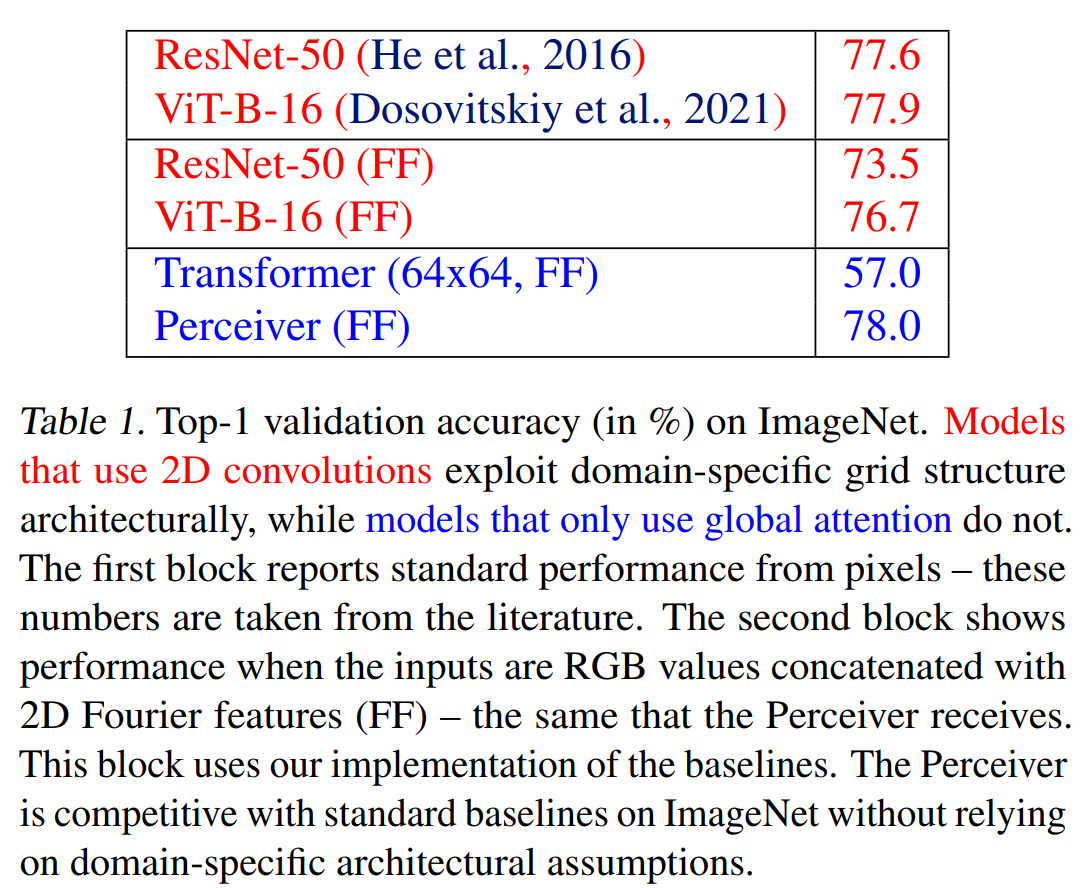 ResNet-50 (He et al., 2016) 77.6
ViT-B-16 (Dosovitskiy et al., 2021) 77.9
ResNet-50 (FF) 73.5
ViT-B-16 (FF) 76.7
Transformer (64x64, FF) 57.0
Perceiver (FF) 78.0
Table 1. Top-1 validation accuracy (in %) on ImageNet. Models
that use 2D convolutions exploit domain-specific grid structure
architecturally, while models that only use global attention do not.
The first block reports standard performance from pixels – these
numbers are taken from the literature. The second block shows
performance when the inputs are RGB values concatenated with
2D Fourier features (FF) – the same that the Perceiver receives.
This block uses our implementation of the baselines. The Perceiver
is competitive with standard baselines on ImageNet without relying
on domain-specific architectural assumptions.